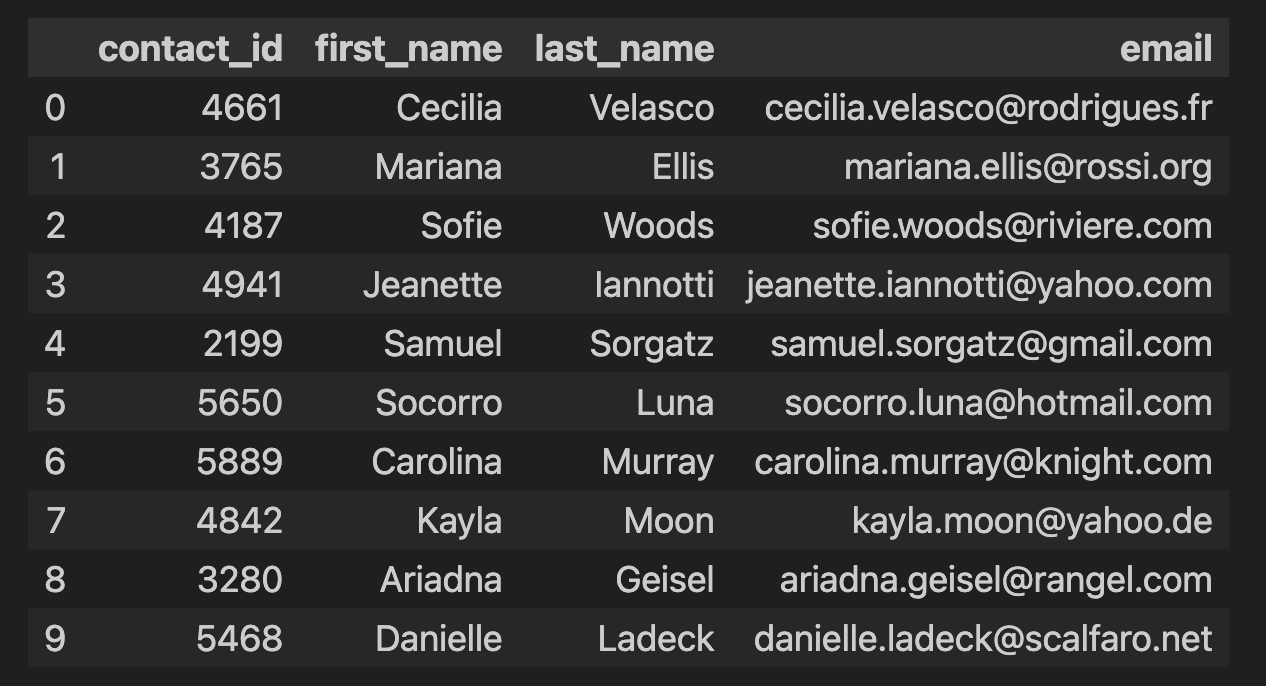 contact_id first_name last_name email
0 4661 Cecilia Velasco cecilia.velasco@rodrigues.fr
1 3765 Mariana Ellis mariana.ellis@rossi.org
2 4187 Sofie Woods sofie.woods@riviere.com
3 4941 Jeanette Iannotti jeanette.iannotti@yahoo.com
4 2199 Samuel Sorgatz samuel.sorgatz@gmail.com
5 5650 Socorro Luna socorro.luna@hotmail.com
6 5889 Carolina Murray carolina.murray@knight.com
7 4842 Kayla Moon kayla.moon@yahoo.de
8 3280 Ariadna Geisel ariadna.geisel@rangel.com
9 5468 Danielle Ladeck danielle.ladeck@scalfaro.net